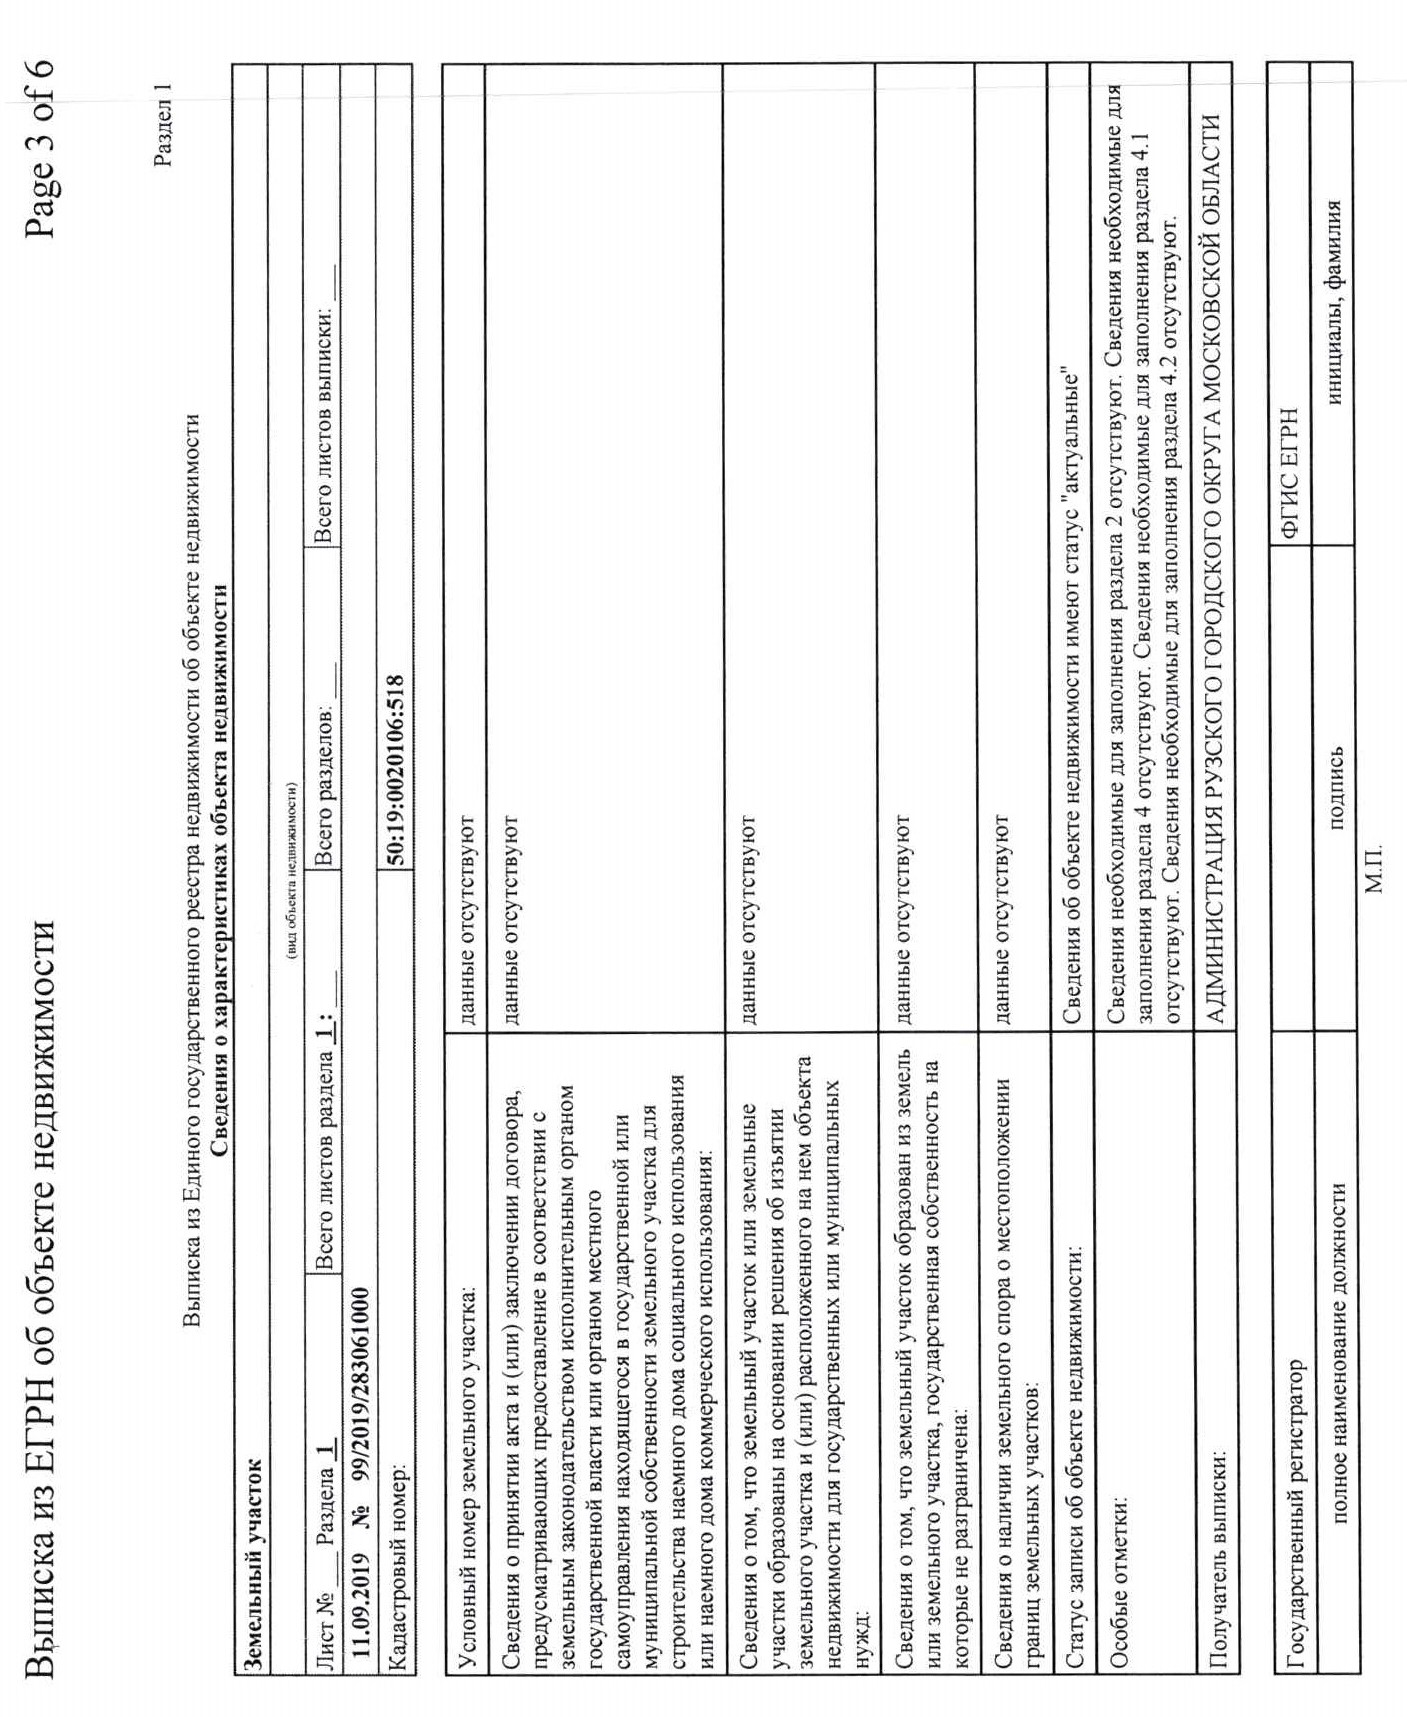 Выписка из ЕГРН об объекте недвижимости Page 3 of 6
Раздел 1
Выписка из Единого государственного реестра недвижимости об объекте недвижимости
Сведения о характеристиках объекта недвижимости
Земельный участок
(вид объекта недвижимости)
Лист № ___ Раздела 1 Всего листов раздела 1 : ___ Всего разделов: ___ Всего листов выписки: ___
11.09.2019 № 99/2019/283061000
Кадастровый номер: 50:19:0020106:518
Условный номер земельного участка: данные отсутствуют
Сведения о принятии акта и (или) заключении договора, данные отсутствуют
предусматривающих предоставление в соответствии с
земельным законодательством исполнительным органом
государственной власти или органом местного
самоуправления находящегося в государственной или
муниципальной собственности земельного участка для
строительства наемного дома социального использования
или наемного дома коммерческого использования:
Сведения о том, что земельный участок или земельные данные отсутствуют
участки образованы на основании решения об изъятии
земельного участка и (или) расположенного на нем объекта
недвижимости для государственных или муниципальных
нужд:
Сведения о том, что земельный участок образован из земель данные отсутствуют
или земельного участка, государственная собственность на
которые не разграничена:
Сведения о наличии земельного спора о местоположении данные отсутствуют
границ земельных участков:
Статус записи об объекте недвижимости: Сведения об объекте недвижимости имеют статус "актуальные"
Особые отметки: Сведения необходимые для заполнения раздела 2 отсутствуют. Сведения необходимые для
заполнения раздела 4 отсутствуют. Сведения необходимые для заполнения раздела 4.1
отсутствуют. Сведения необходимые для заполнения раздела 4.2 отсутствуют.
Получатель выписки: АДМИНИСТРАЦИЯ РУЗСКОГО ГОРОДСКОГО ОКРУГА МОСКОВСКОЙ ОБЛАСТИ
Государственный регистратор ФГИС ЕГРН
полное наименование должности подпись инициалы, фамилия
М.П.